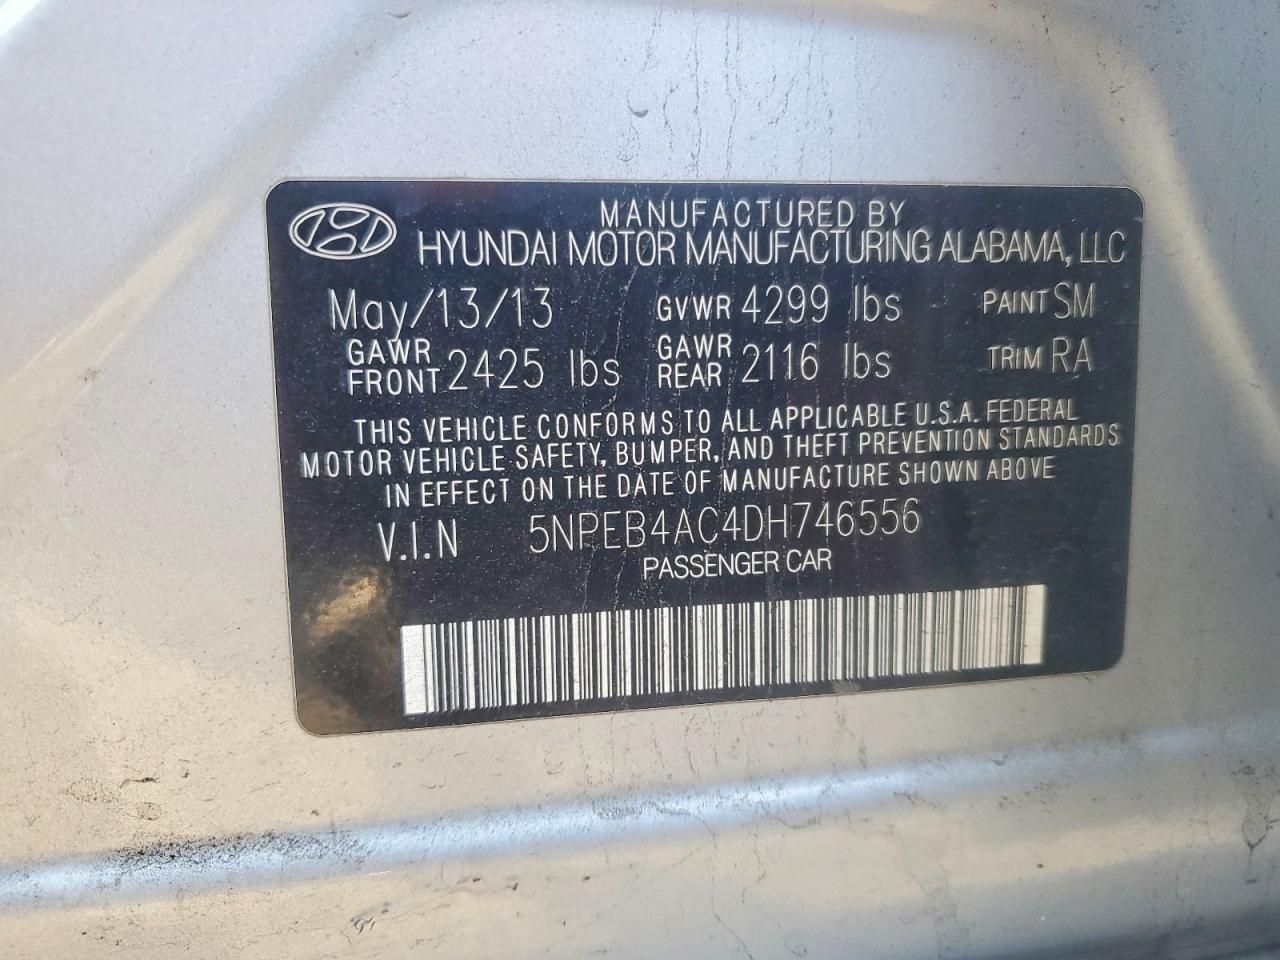 MANUFACTURED BY
HYUNDAI MOTOR MANUFACTURING ALABAMA, LLC
May/13/13 GVWR 4299 lbs PAINT SM
GAWR FRONT 2425 lbs GAWR REAR 2116 lbs TRIM RA
THIS VEHICLE CONFORMS TO ALL APPLICABLE U.S.A. FEDERAL
MOTOR VEHICLE SAFETY, BUMPER, AND THEFT PREVENTION STANDARDS
IN EFFECT ON THE DATE OF MANUFACTURE SHOWN ABOVE
V.I.N 5NPEB4AC4DH746556
PASSENGER CAR